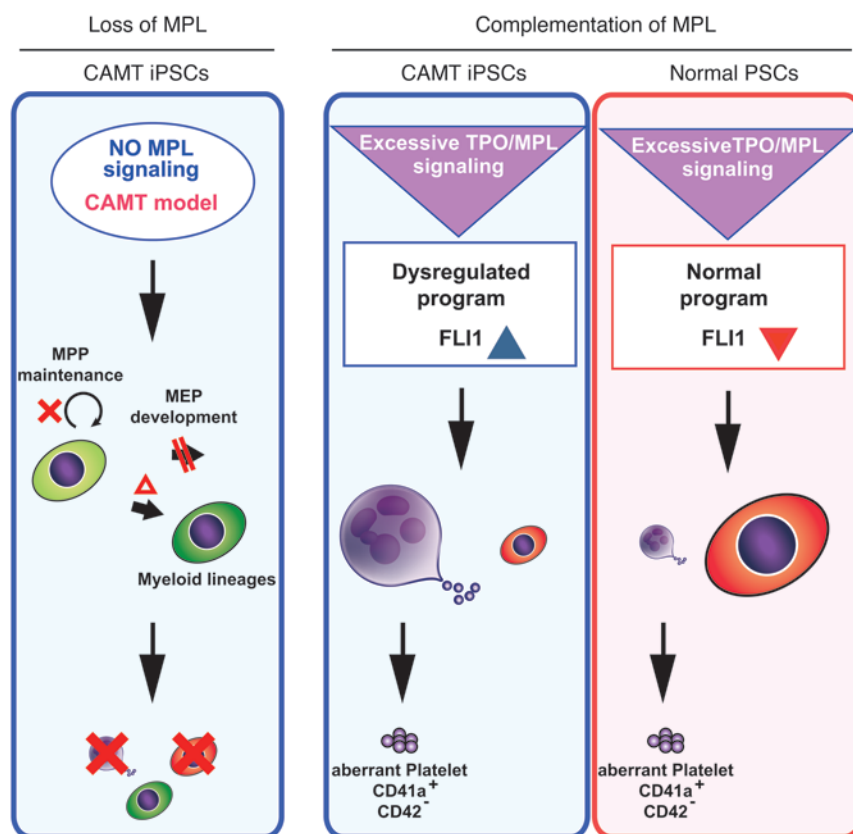 Loss of MPL
Complementation of MPL
CAMT iPSCs
CAMT iPSCs
Normal PSCs
NO MPL
signaling
CAMT model
MPP
maintenance
MEP
development
Myeloid lineages
Excessive TPO/MPL
signaling
Dysregulated
program
FLI1
aberrant Platelet
CD41a+
CD42-
ExcessiveTPO/MPL
signaling
Normal
program
FLI1
aberrant Platelet
CD41a+
CD42-